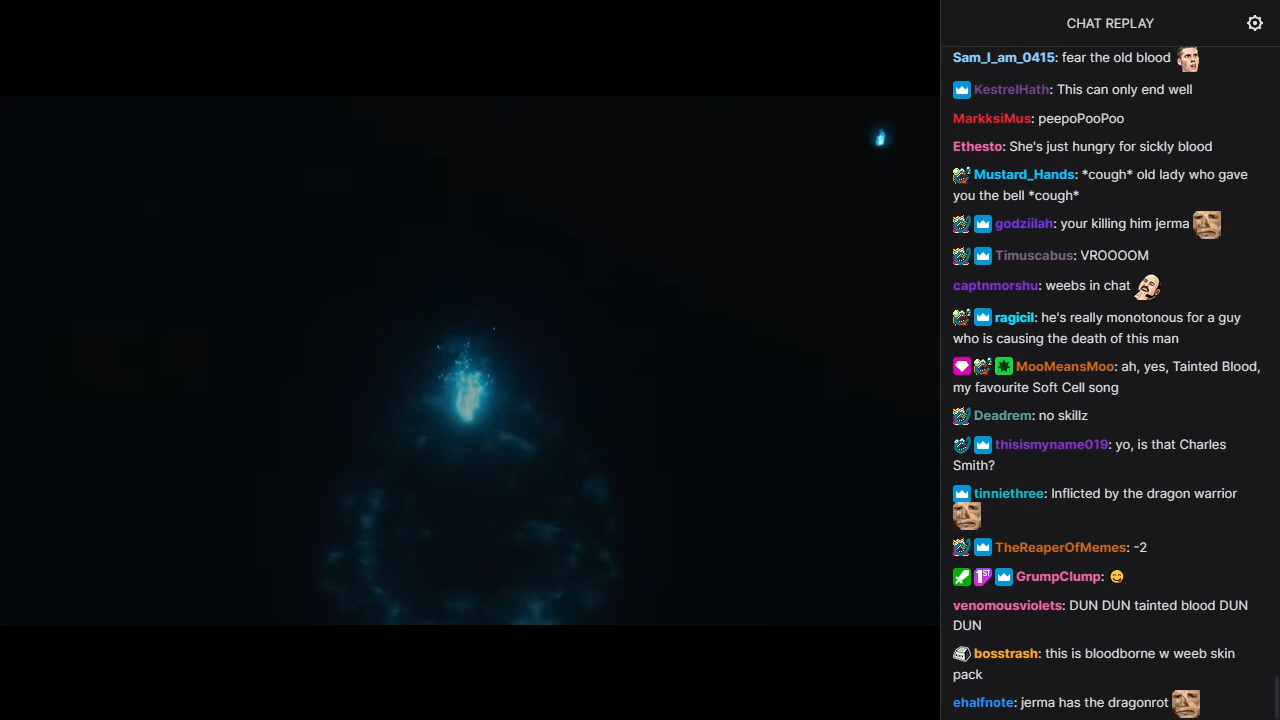 CHAT REPLAY
Sam_I_am_0415: fear the old blood
KestrelHath: This can only end well
MarkksiMus: peepoPooPoo
Ethesto: She's just hungry for sickly blood
Mustard_Hands: *cough* old lady who gave
you the bell *cough*
godziilah: your killing him jerma
Timuscabus: VROOOOM
captnmorshu: weebs in chat
ragicil: he's really monotonous for a guy
who is causing the death of this man
MooMeansMoo: ah, yes, Tainted Blood,
my favourite Soft Cell song
Deadrem: no skillz
thisismyname019: yo, is that Charles
Smith?
tinniethree: Inflicted by the dragon warrior
TheReaperOfMemes: -2
1ST GrumpClump:
venomousviolets: DUN DUN tainted blood DUN
DUN
bosstrash: this is bloodborne w weeb skin
pack
ehalfnote: jerma has the dragonrot